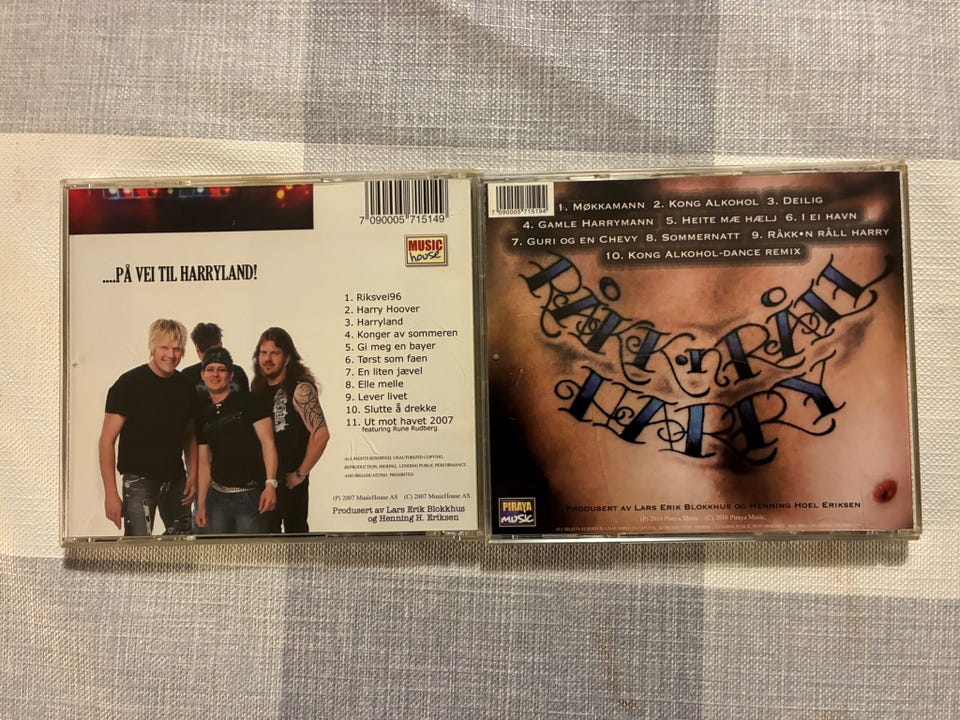 7 090005 715149
MUSIC
house
....PÅ VEI TIL HARRYLAND!
1. Riksvei96
2. Harry Hoover
3. Harryland
4. Konger av sommeren
5. Gi meg en bayer
6. Tørst som faen
7. En liten jævel
8. Elle melle
9. Lever livet
10. Slutte å drekke
11. Ut mot havet 2007
featuring Rune Rudberg
ALL RIGHTS RESERVED. UNAUTORIZED COPYING,
REPRODUCTION, HIREING, LENDING PUBLIC PERFORMANCE
AND BROADCASTING PROHIBITED
(P) 2007 MusicHouse AS (C) 2007 MusicHouse AS.
Produsert av Lars Erik Blokkhus
og Henning H. Eriksen
7 090005 715194
1. Møkkamann 2. Kong Alkohol 3. Deilig
4. Gamle Harrymann 5. Heite mæ hælj 6. I ei havn
7. Guri og en Chevy 8. Sommernatt 9. Råkk•n råll Harry
10. Kong Alkohol-dance remix
RÅKK n RÅLL
HARRY
PIRAYA
MUSIC
Produsert av Lars Erik Blokkhus og Henning Hoel Eriksen
(P) 2010 Piraya Music. (C) 2010 Piraya Music.